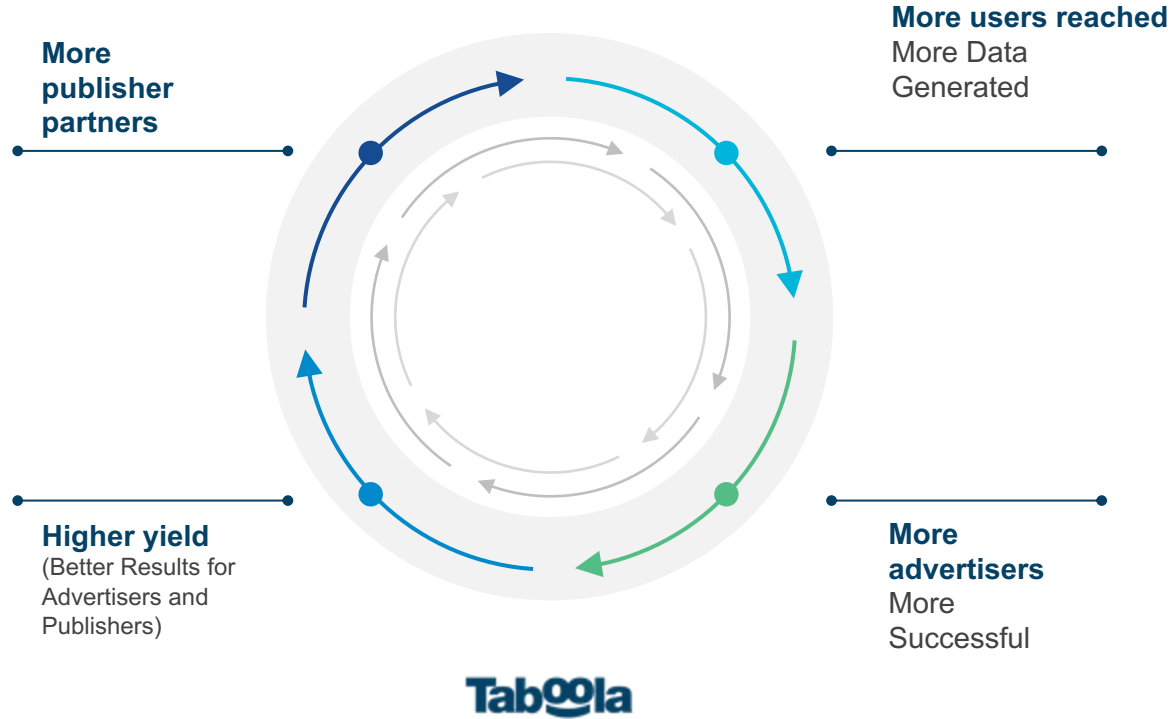 More
publisher
partners
More users reached
More Data
Generated
Higher yield
(Better Results for
Advertisers and
Publishers)
More
advertisers
More
Successful
Taboola